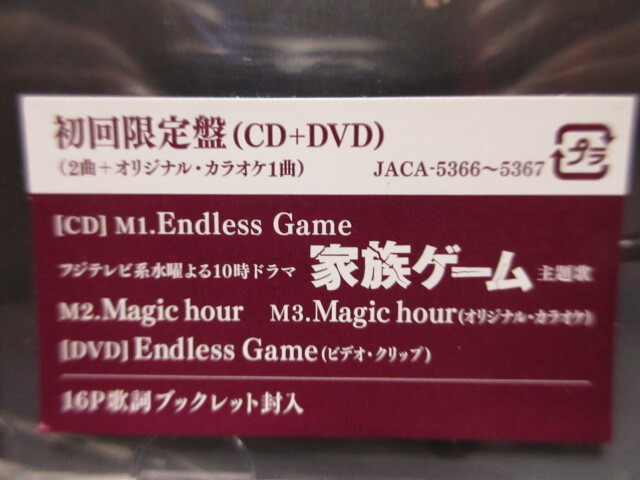 初回限定盤(CD+DVD)
(2曲+オリジナル・カラオケ1曲) JACA-5366〜5367 プラ
[CD] M1.Endless Game
フジテレビ系水曜よる10時ドラマ 家族ゲーム 主題歌
M2.Magic hour M3.Magic hour(オリジナル・カラオケ)
[DVD] Endless Game(ビデオ・クリップ)
16P歌詞ブックレット封入